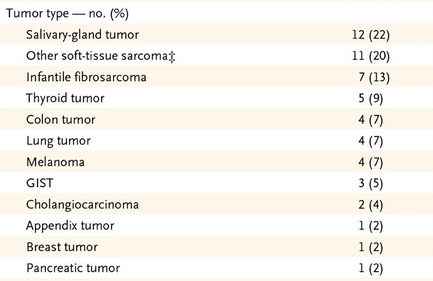 Tumor type — no. (%)
Salivary-gland tumor 12 (22)
Other soft-tissue sarcoma‡ 11 (20)
Infantile fibrosarcoma 7 (13)
Thyroid tumor 5 (9)
Colon tumor 4 (7)
Lung tumor 4 (7)
Melanoma 4 (7)
GIST 3 (5)
Cholangiocarcinoma 2 (4)
Appendix tumor 1 (2)
Breast tumor 1 (2)
Pancreatic tumor 1 (2)